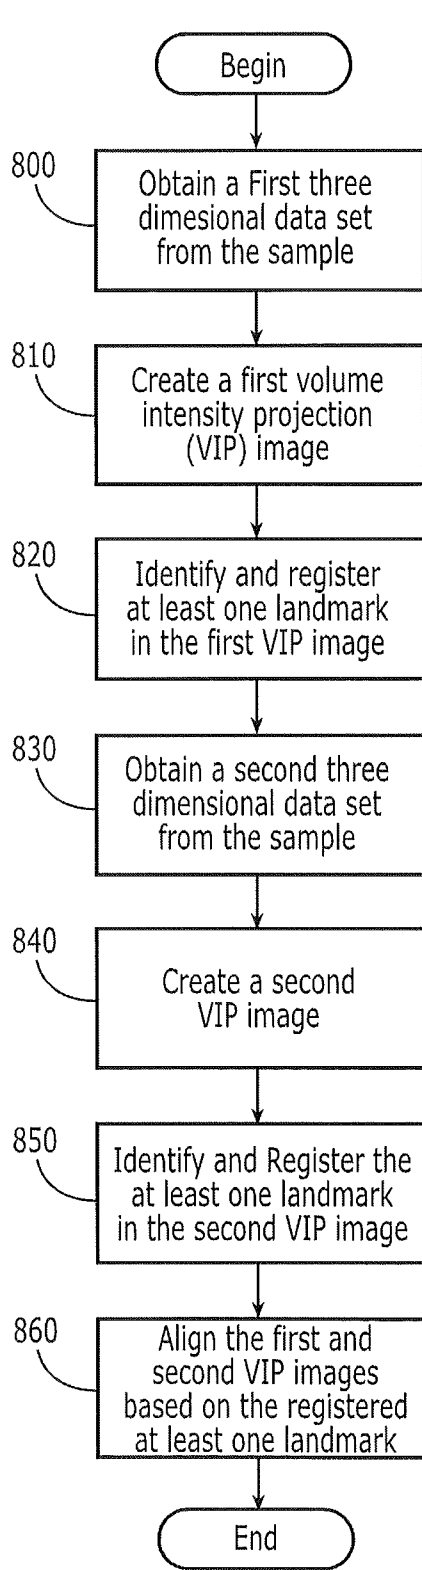 Begin
800
Obtain a First three
dimesional data set
from the sample
810
Create a first volume
intensity projection
(VIP) image
820
Identify and register
at least one landmark
in the first VIP image
830
Obtain a second three
dimensional data set
from the sample
840
Create a second
VIP image
850
Identify and Register the
at least one landmark
in the second VIP image
860
Align the first and
second VIP images
based on the registered
at least one landmark
End